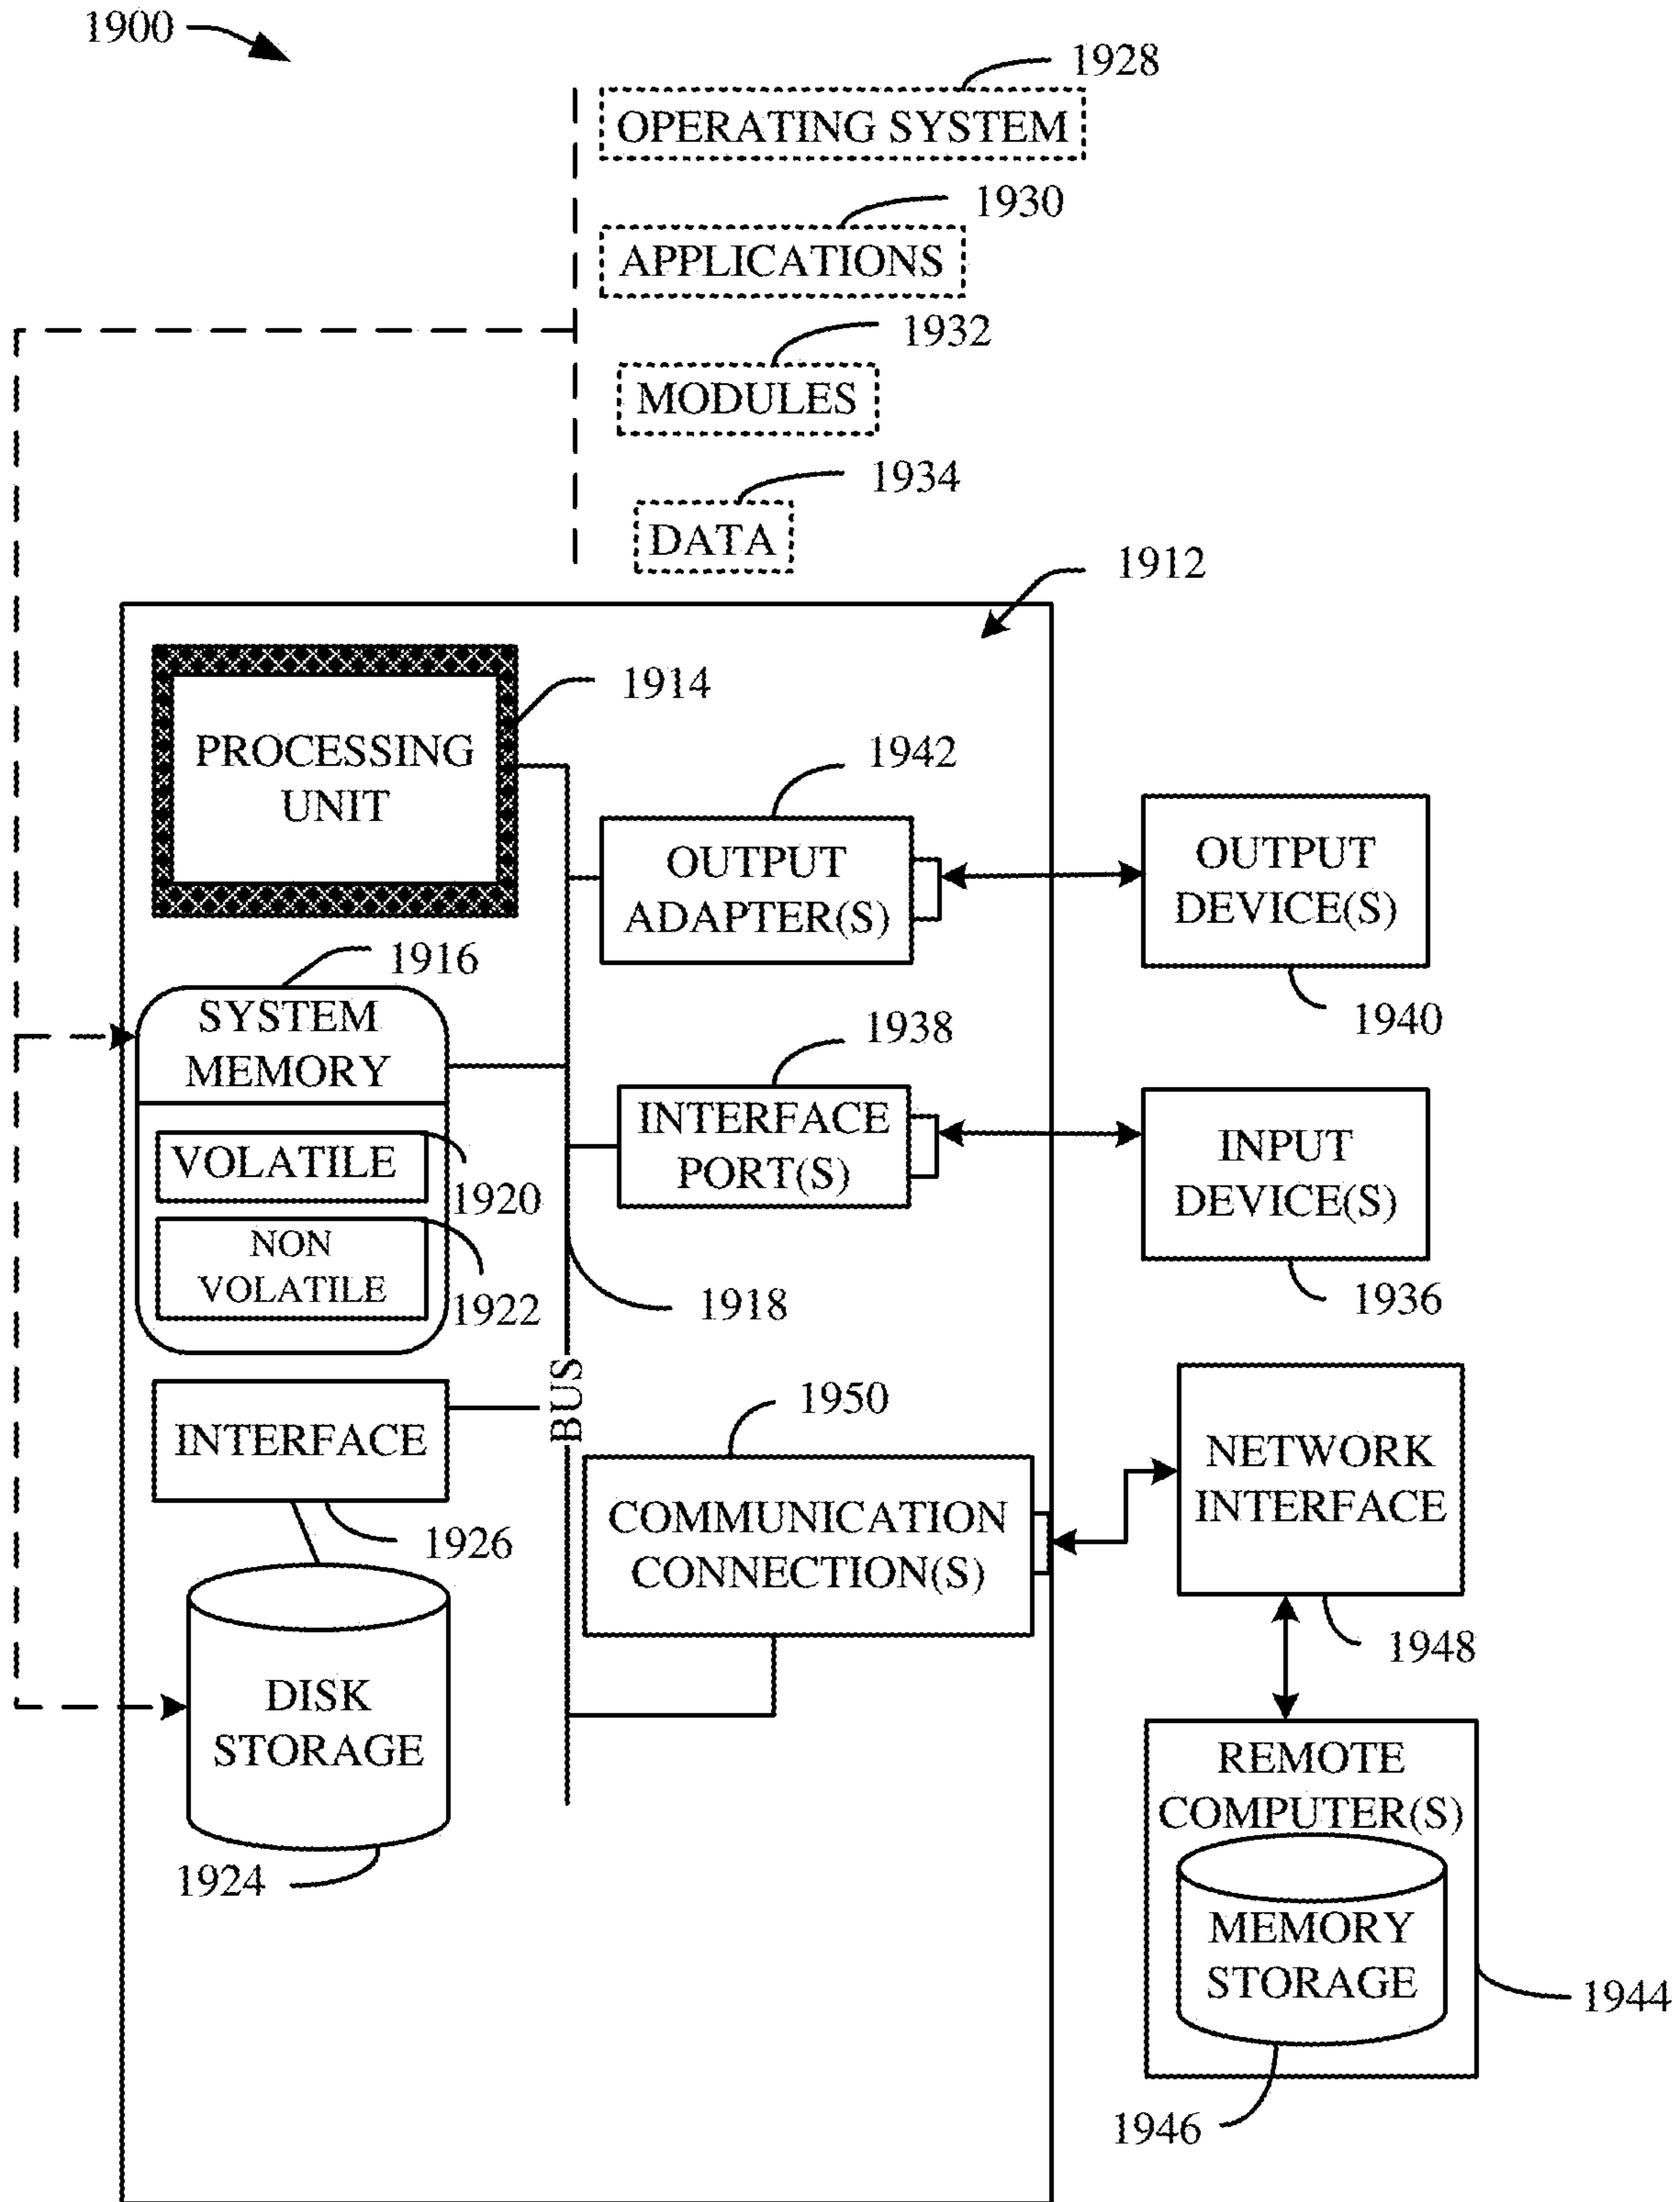 1900
1928
OPERATING SYSTEM
1930
APPLICATIONS
1932
MODULES
1934
DATA
1912
1914
PROCESSING
UNIT
1942
OUTPUT
ADAPTER(S)
OUTPUT
DEVICE(S)
1940
1916
SYSTEM
MEMORY
VOLATILE
1920
NON
VOLATILE
1922
1938
INTERFACE
PORT(S)
INPUT
DEVICE(S)
1936
1918
BUS
INTERFACE
1926
1950
COMMUNICATION
CONNECTION(S)
NETWORK
INTERFACE
1948
DISK
STORAGE
1924
REMOTE
COMPUTER(S)
MEMORY
STORAGE
1944
1946